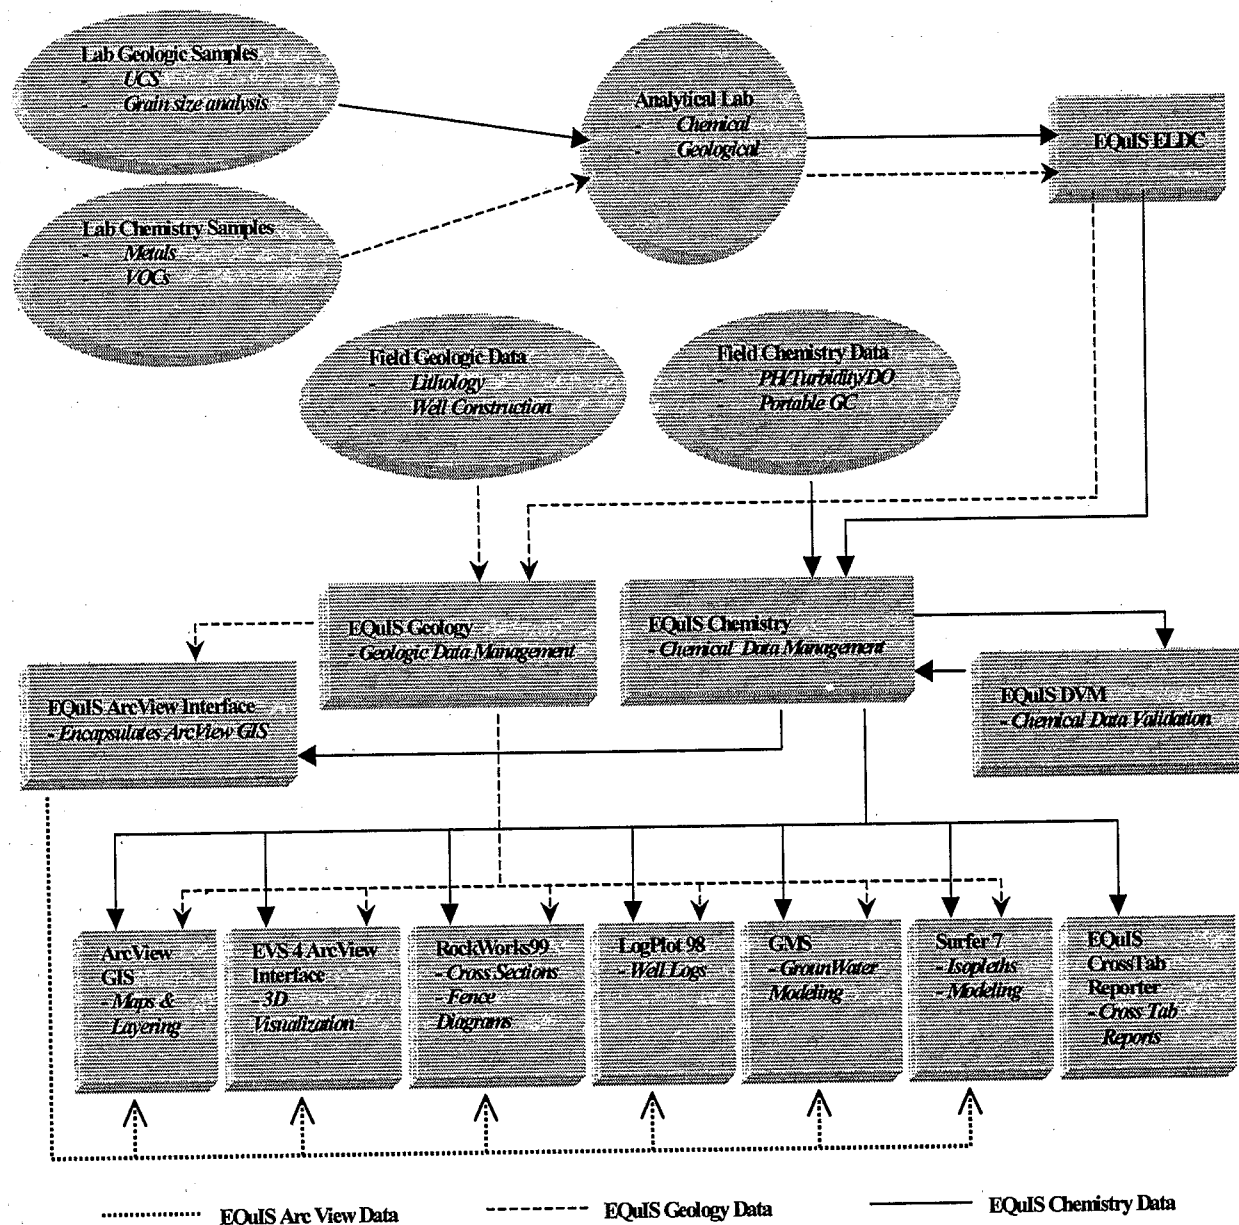 Lab Geologic Samples
- UCS
- Grain size analysis
Analytical Lab
- Chemical
- Geological
EQuIS ELDC
Lab Chemistry Samples
- Metals
- VOCs
Field Geologic Data
- Lithology
- Well Construction
Field Chemistry Data
- PH/Turbidity/DO
- Portable GC
EQuIS Geology
- Geologic Data Management
EQuIS Chemistry
- Chemical Data Management
EQuIS ArcView Interface
- Encapsulates ArcView GIS
EQuIS DVM
- Chemical Data Validation
ArcView
GIS
- Maps &
Layering
EVS 4 ArcView
Interface
- 3D
Visualization
RockWorks99
- Cross Sections
- Fence
Diagrams
LogPlot 98
- Well Logs
GMS
- GrounWater
Modeling
Surfer 7
- Isopleths
- Modeling
EQuIS
CrossTab
Reporter
- Cross Tab
Reports
EQuIS Arc View Data
EQuIS Geology Data
EQuIS Chemistry Data